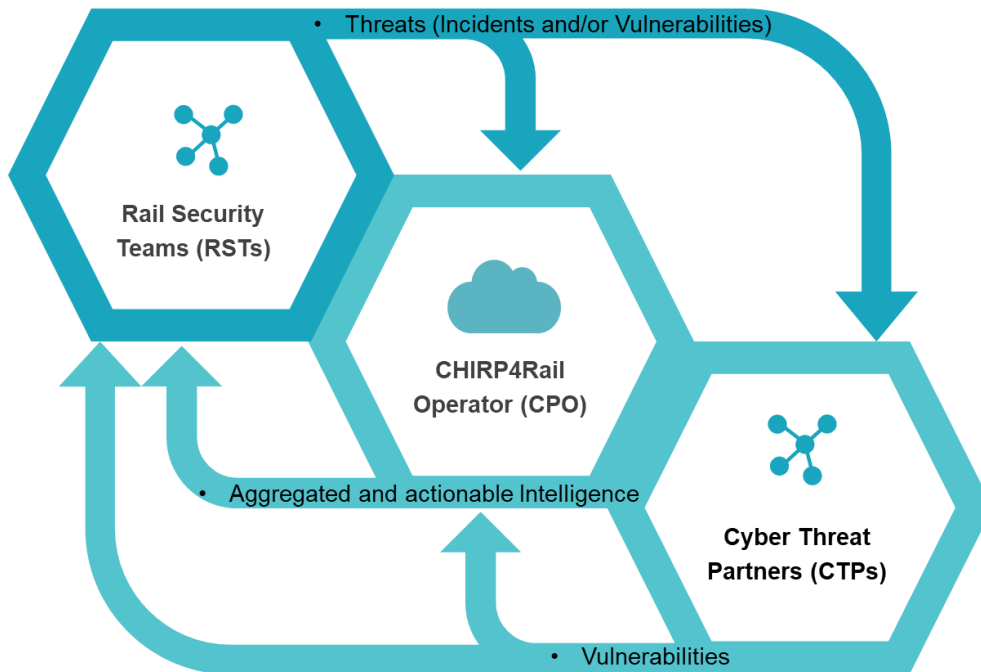 • Threats (Incidents and/or Vulnerabilities)
Rail Security
Teams (RSTs)
CHIRP4Rail
Operator (CPO)
• Aggregated and actionable Intelligence
Cyber Threat
Partners (CTPs)
• Vulnerabilities